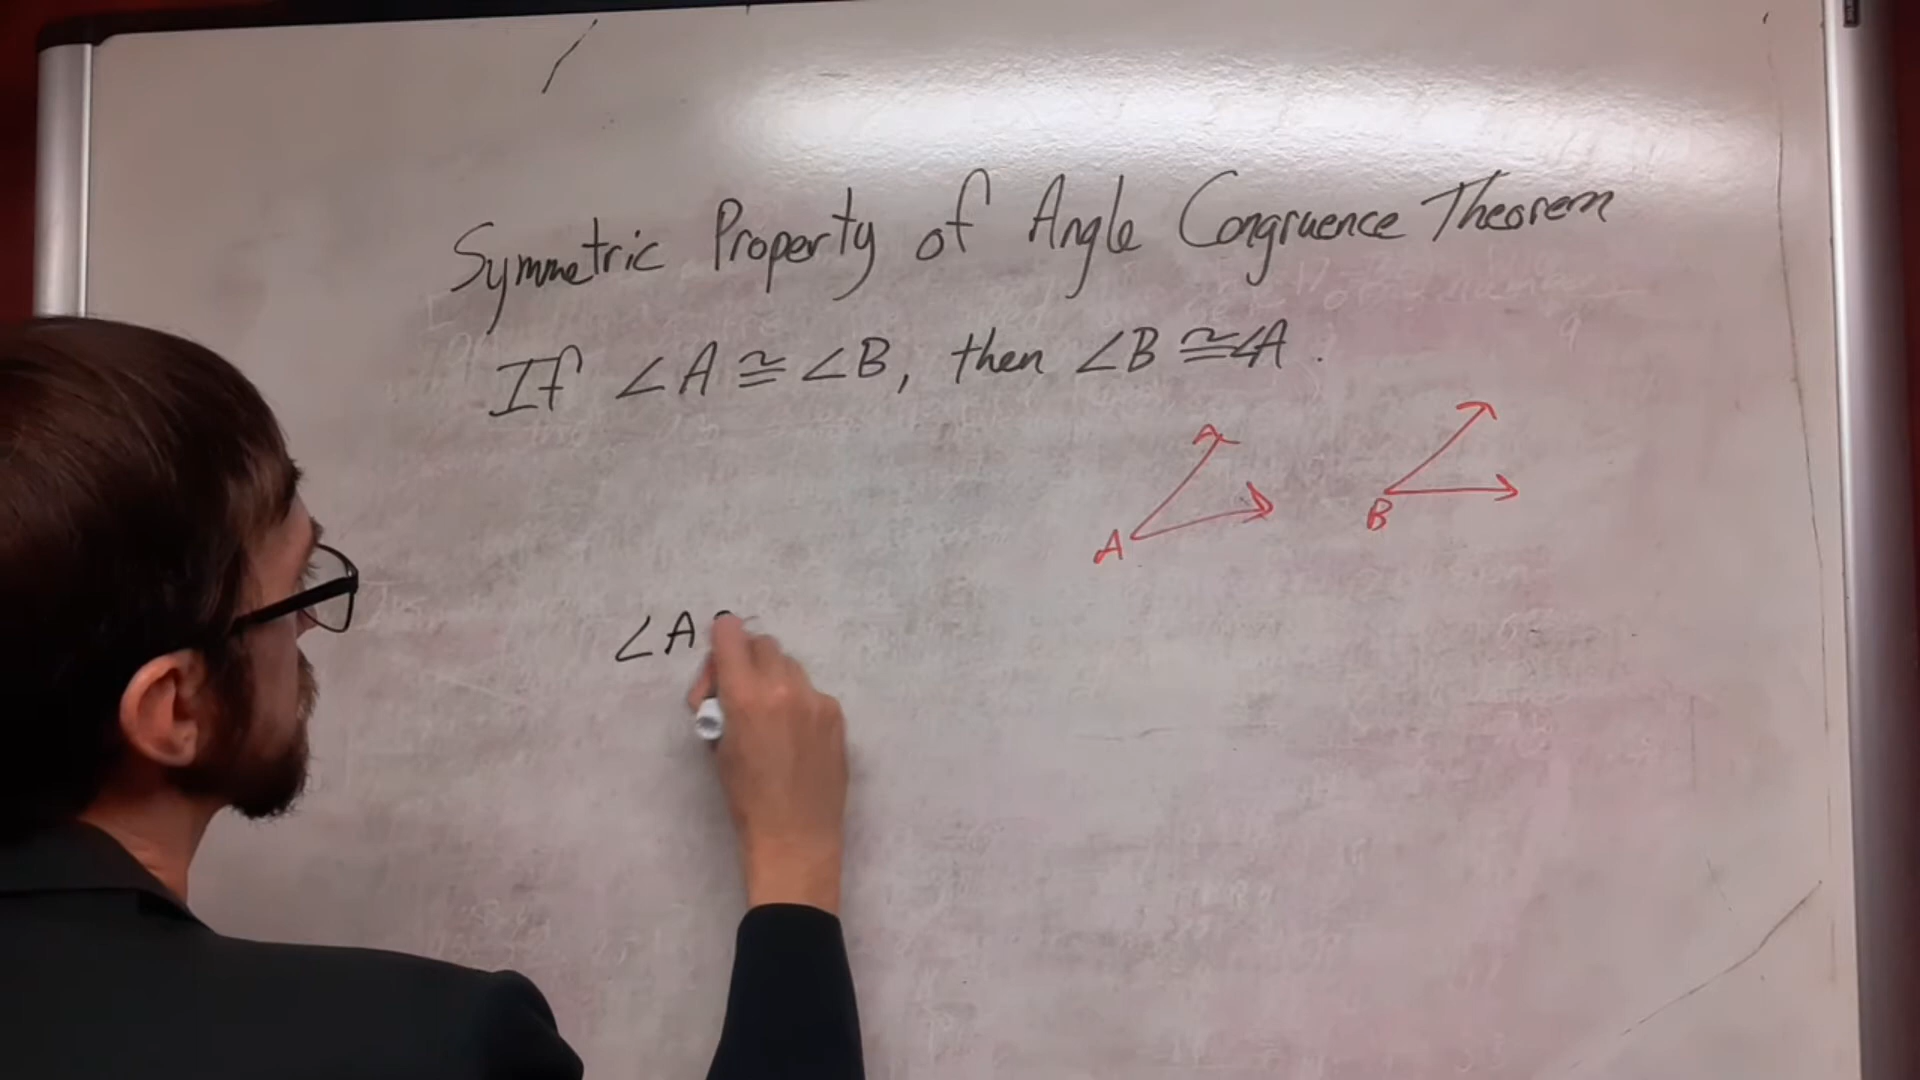 Symmetric Property of Angle Congruence Theorem
If ∠A ≅ ∠B, then ∠B ≅ ∠A.
A
B
∠A